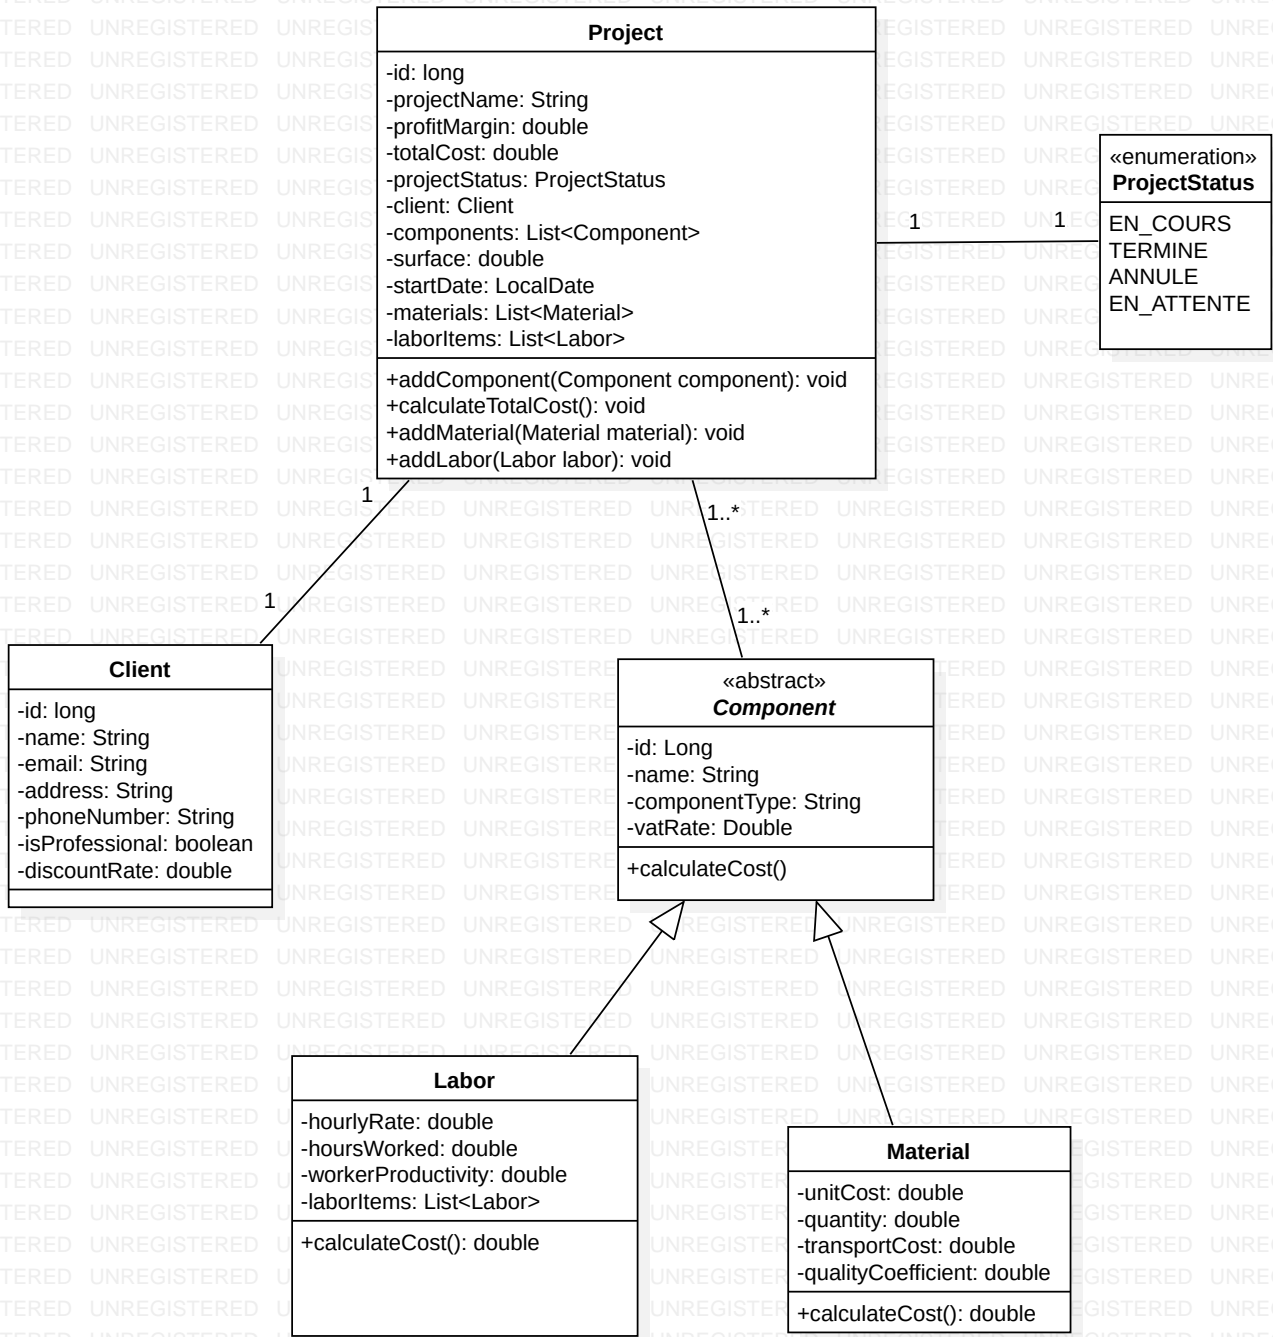 Project
-id: long
-projectName: String
-profitMargin: double
-totalCost: double
-projectStatus: ProjectStatus
-client: Client
-components: List<Component>
-surface: double
-startDate: LocalDate
-materials: List<Material>
-laborItems: List<Labor>
+addComponent(Component component): void
+calculateTotalCost(): void
+addMaterial(Material material): void
+addLabor(Labor labor): void
«enumeration»
ProjectStatus
EN_COURS
TERMINE
ANNULE
EN_ATTENTE
1
1
1
1
1..*
1..*
Client
-id: long
-name: String
-email: String
-address: String
-phoneNumber: String
-isProfessional: boolean
-discountRate: double
«abstract»
Component
-id: Long
-name: String
-componentType: String
-vatRate: Double
+calculateCost()
Labor
-hourlyRate: double
-hoursWorked: double
-workerProductivity: double
-laborItems: List<Labor>
+calculateCost(): double
Material
-unitCost: double
-quantity: double
-transportCost: double
-qualityCoefficient: double
+calculateCost(): double
UNREGISTERED